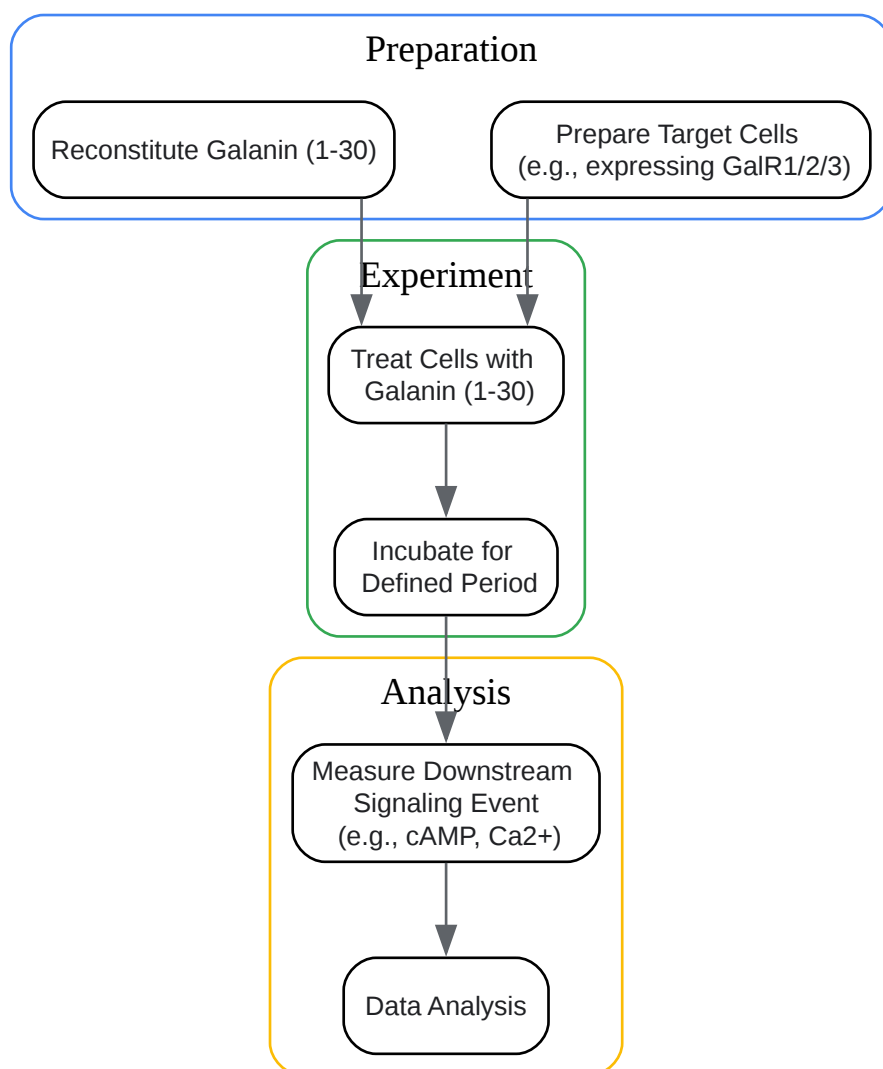 Preparation
Reconstitute Galanin (1-30)
Prepare Target Cells
(e.g., expressing GalR1/2/3)
Experiment
Treat Cells with
Galanin (1-30)
Incubate for
Defined Period
Analysis
Measure Downstream
Signaling Event
(e.g., cAMP, Ca2+)
Data Analysis